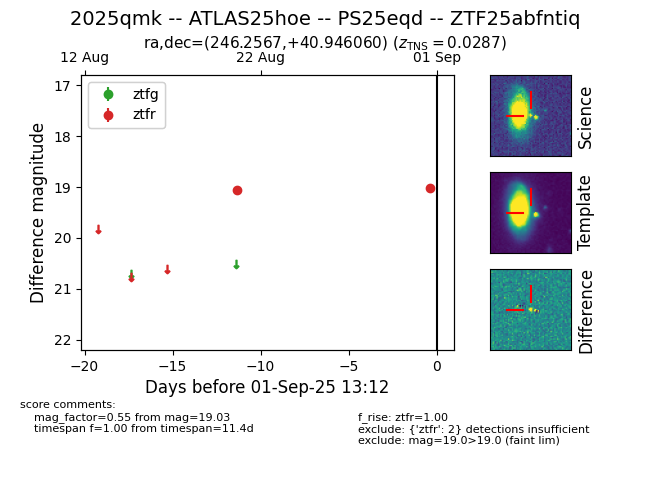 2025qmk -- ATLAS25hoe -- PS25eqd -- ZTF25abfntiq
ra,dec=(246.2567,+40.946060) (zTNS = 0.0287)
12 Aug 22 Aug 01 Sep
17
18
19
20
21
22
Difference magnitude
ztfg
ztfr
−20 −15 −10 −5 0
Days before 01-Sep-25 13:12
Science
Template
Difference
score comments:
mag_factor=0.55 from mag=19.03
timespan f=1.00 from timespan=11.4d
f_rise: ztfr=1.00
exclude: {'ztfr': 2} detections insufficient
exclude: mag=19.0>19.0 (faint lim)